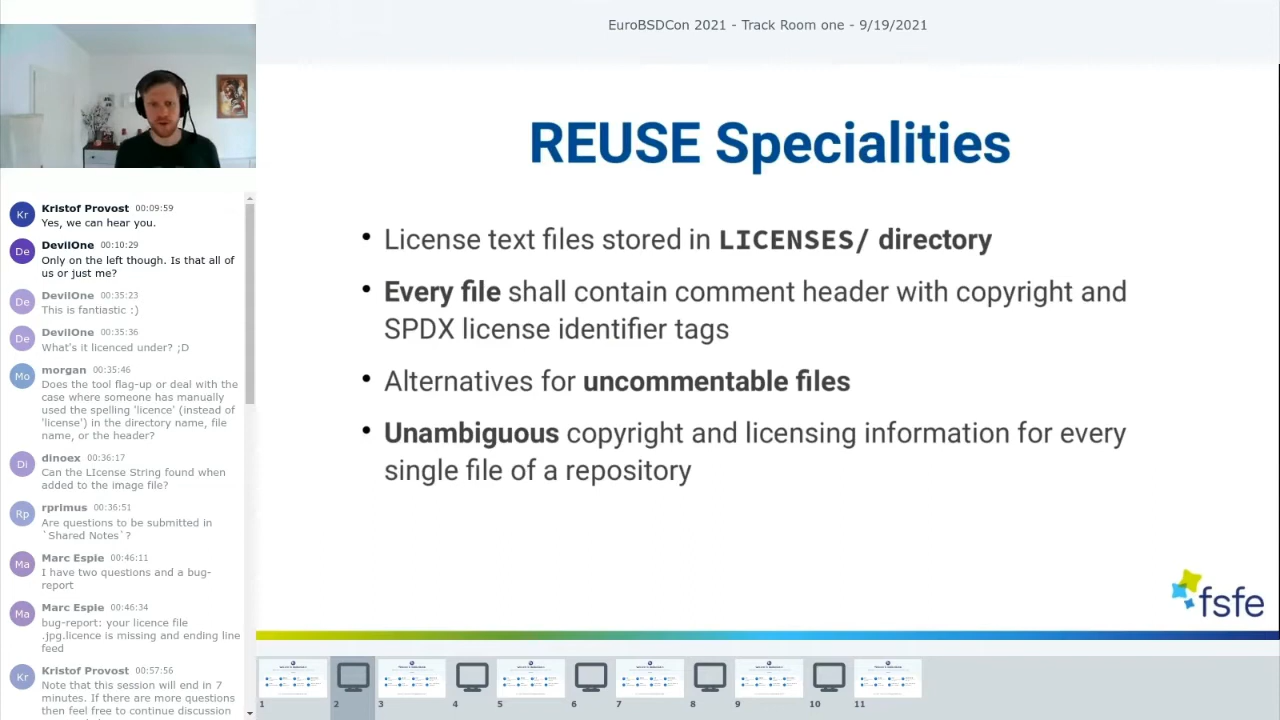 EuroBSDCon 2021 - Track Room one - 9/19/2021
REUSE Specialities
• License text files stored in LICENSES/ directory
• Every file shall contain comment header with copyright and
SPDX license identifier tags
• Alternatives for uncommentable files
• Unambiguous copyright and licensing information for every
single file of a repository
fsfe
Kr
Kristof Provost 00:09:59
Yes, we can hear you.
De
DevilOne 00:10:29
Only on the left though. Is that all of
us or just me?
De
DevilOne 00:35:23
This is fantiastic :)
De
DevilOne 00:35:36
What's it licenced under? ;D
Mo
morgan 00:35:46
Does the tool flag-up or deal with the
case where someone has manually
used the spelling 'licence' (instead of
'license') in the directory name, file
name, or the header?
Di
dinoex 00:36:17
Can the LIcense String found when
added to the image file?
Rp
rprimus 00:36:51
Are questions to be submitted in
`Shared Notes`?
Ma
Marc Espie 00:46:11
I have two questions and a bug-
report
Ma
Marc Espie 00:46:34
bug-report: your licence file
.jpg.licence is missing and ending line
feed
Kr
Kristof Provost 00:57:56
Note that this session will end in 7
minutes. If there are more questions
then feel free to continue discussion
1
2
3
4
5
6
7
8
9
10
11